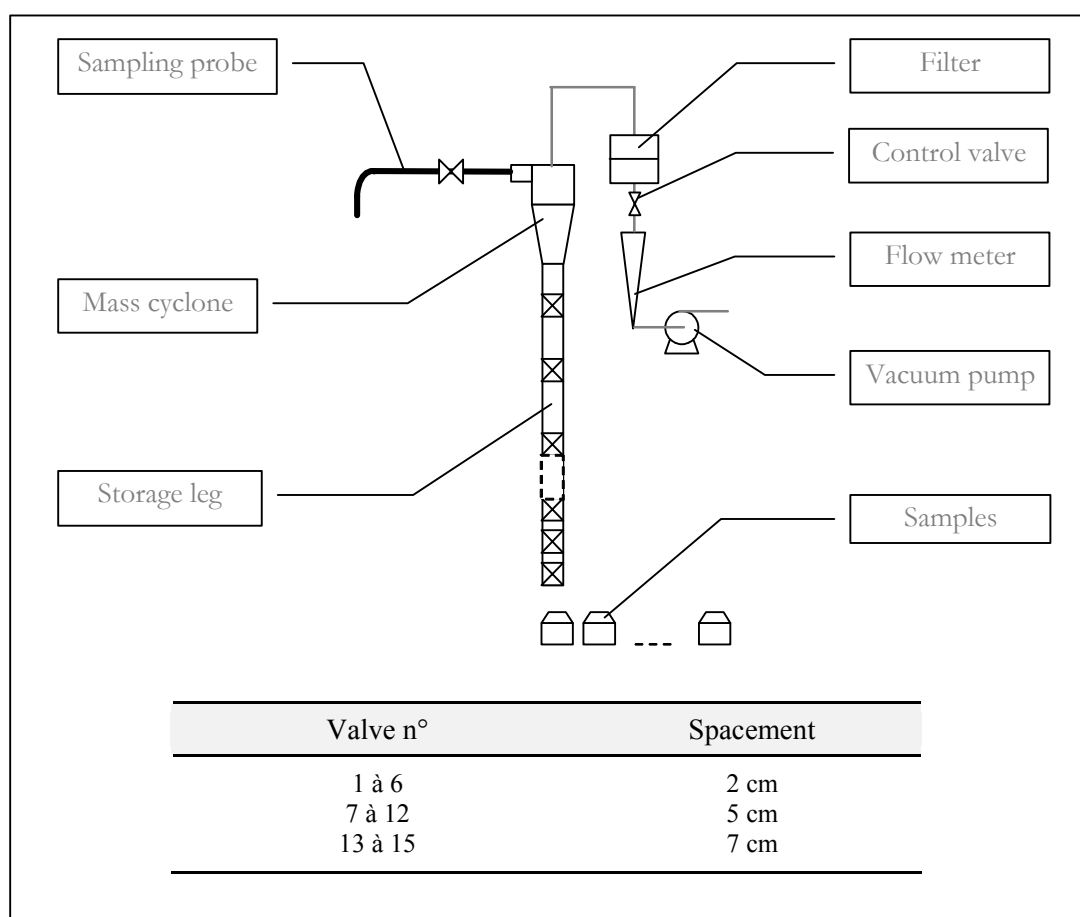 Sampling probe
Filter
Control valve
Flow meter
Mass cyclone
Vacuum pump
Storage leg
Samples
Valve n° Spacement
1 à 6 2 cm
7 à 12 5 cm
13 à 15 7 cm